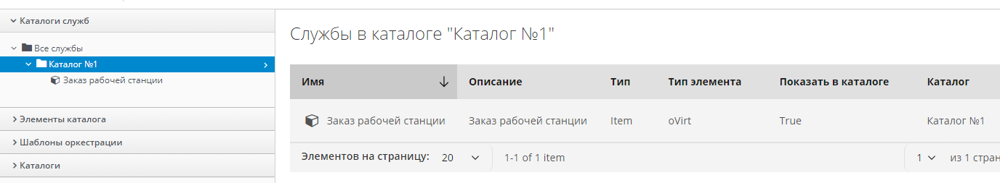 Каталоги служб
Все службы
Каталог №1
Заказ рабочей станции
Элементы каталога
Шаблоны оркестрации
Каталоги
Службы в каталоге "Каталог №1"
Имя Описание Тип Тип элемента Показать в каталоге Каталог
Заказ рабочей станции Заказ рабочей станции Item oVirt True Каталог №1
Элементов на страницу: 20 1-1 of 1 item 1 из 1 стран